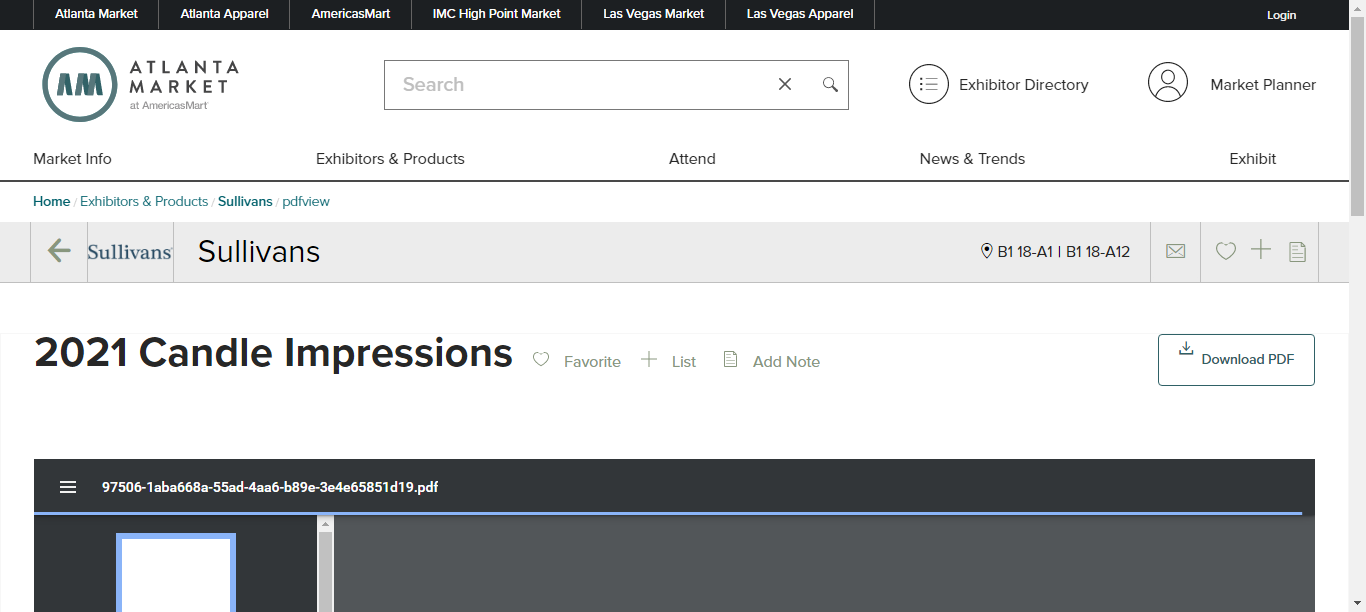 Atlanta Market
Atlanta Apparel
AmericasMart
IMC High Point Market
Las Vegas Market
Las Vegas Apparel
Login
AM
ATLANTA
MARKET
at AmericasMart
Search
Exhibitor Directory
Market Planner
Market Info
Exhibitors & Products
Attend
News & Trends
Exhibit
Home / Exhibitors & Products / Sullivans / pdfview
Sullivans
Sullivans
B1 18-A1 | B1 18-A12
2021 Candle Impressions
Favorite
List
Add Note
Download PDF
97506-1aba668a-55ad-4aa6-b89e-3e4e65851d19.pdf